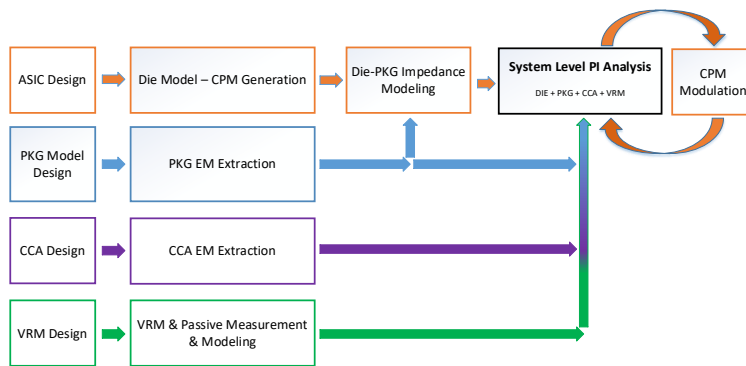 ASIC Design
Die Model – CPM Generation
Die-PKG Impedance
Modeling
System Level PI Analysis
DIE + PKG + CCA + VRM
CPM
Modulation
PKG Model
Design
PKG EM Extraction
CCA Design
CCA EM Extraction
VRM Design
VRM & Passive Measurement
& Modeling